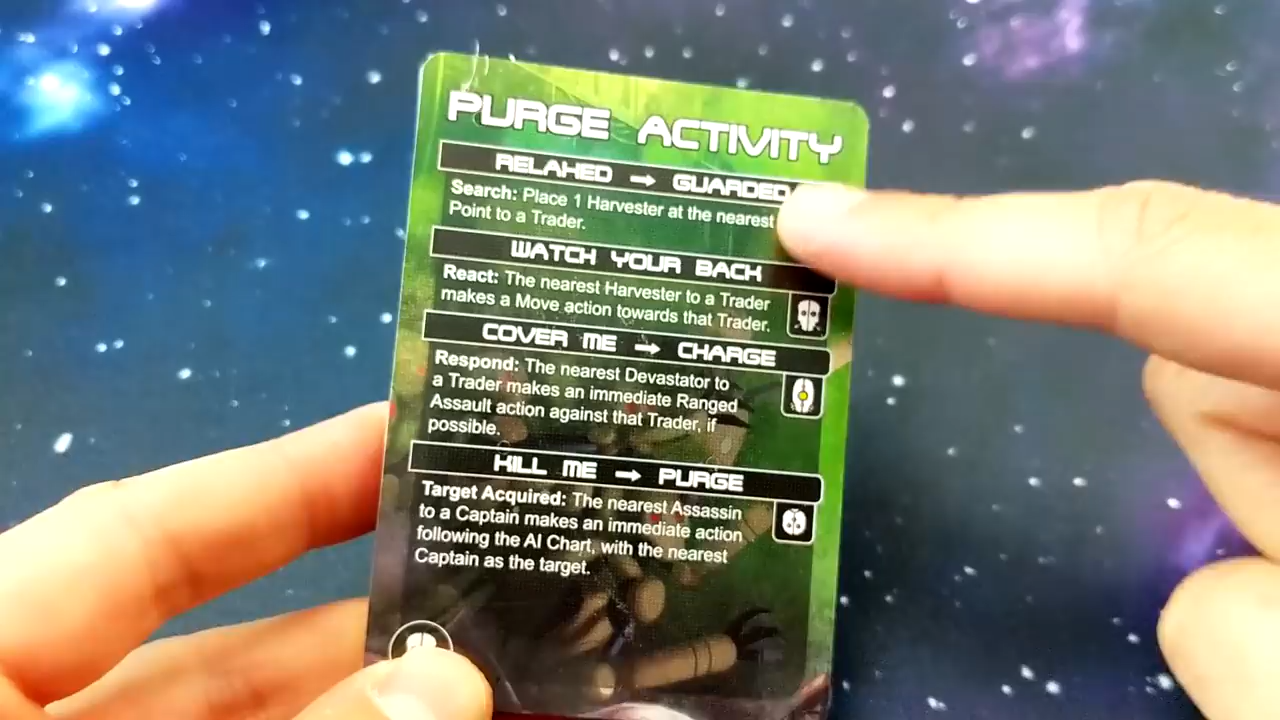 PURGE ACTIVITY
RELAXED → GUARDED
Search: Place 1 Harvester at the nearest
Point to a Trader.
WATCH YOUR BACK
React: The nearest Harvester to a Trader
makes a Move action towards that Trader.
COVER ME → CHARGE
Respond: The nearest Devastator to
a Trader makes an immediate Ranged
Assault action against that Trader, if
possible.
KILL ME → PURGE
Target Acquired: The nearest Assassin
to a Captain makes an immediate action
following the AI Chart, with the nearest
Captain as the target.